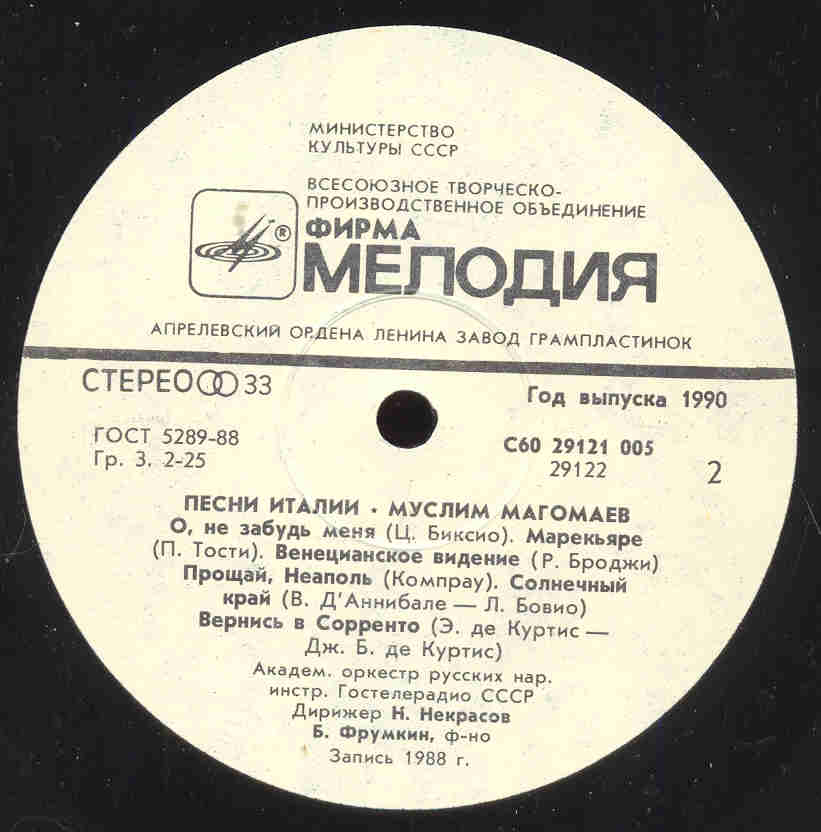 МИНИСТЕРСТВО
КУЛЬТУРЫ СССР
ВСЕСОЮЗНОЕ ТВОРЧЕСКО-
ПРОИЗВОДСТВЕННОЕ ОБЪЕДИНЕНИЕ
®
ФИРМА
МЕЛОДИЯ
АПРЕЛЕВСКИЙ ОРДЕНА ЛЕНИНА ЗАВОД ГРАМПЛАСТИНОК
СТЕРЕО 33
Год выпуска 1990
ГОСТ 5289-88
Гр. 3. 2-25
С60 29121 005
29122
2
ПЕСНИ ИТАЛИИ · МУСЛИМ МАГОМАЕВ
О, не забудь меня (Ц. Биксио). Марекьяре
(П. Тости). Венецианское видение (Р. Броджи)
Прощай, Неаполь (Компрау). Солнечный
край (В. Д'Аннибале — Л. Бовио)
Вернись в Сорренто (Э. де Куртис —
Дж. Б. де Куртис)
Академ. оркестр русских нар.
инстр. Гостелерадио СССР
Дирижер Н. Некрасов
Б. Фрумкин, ф-но
Запись 1988 г.